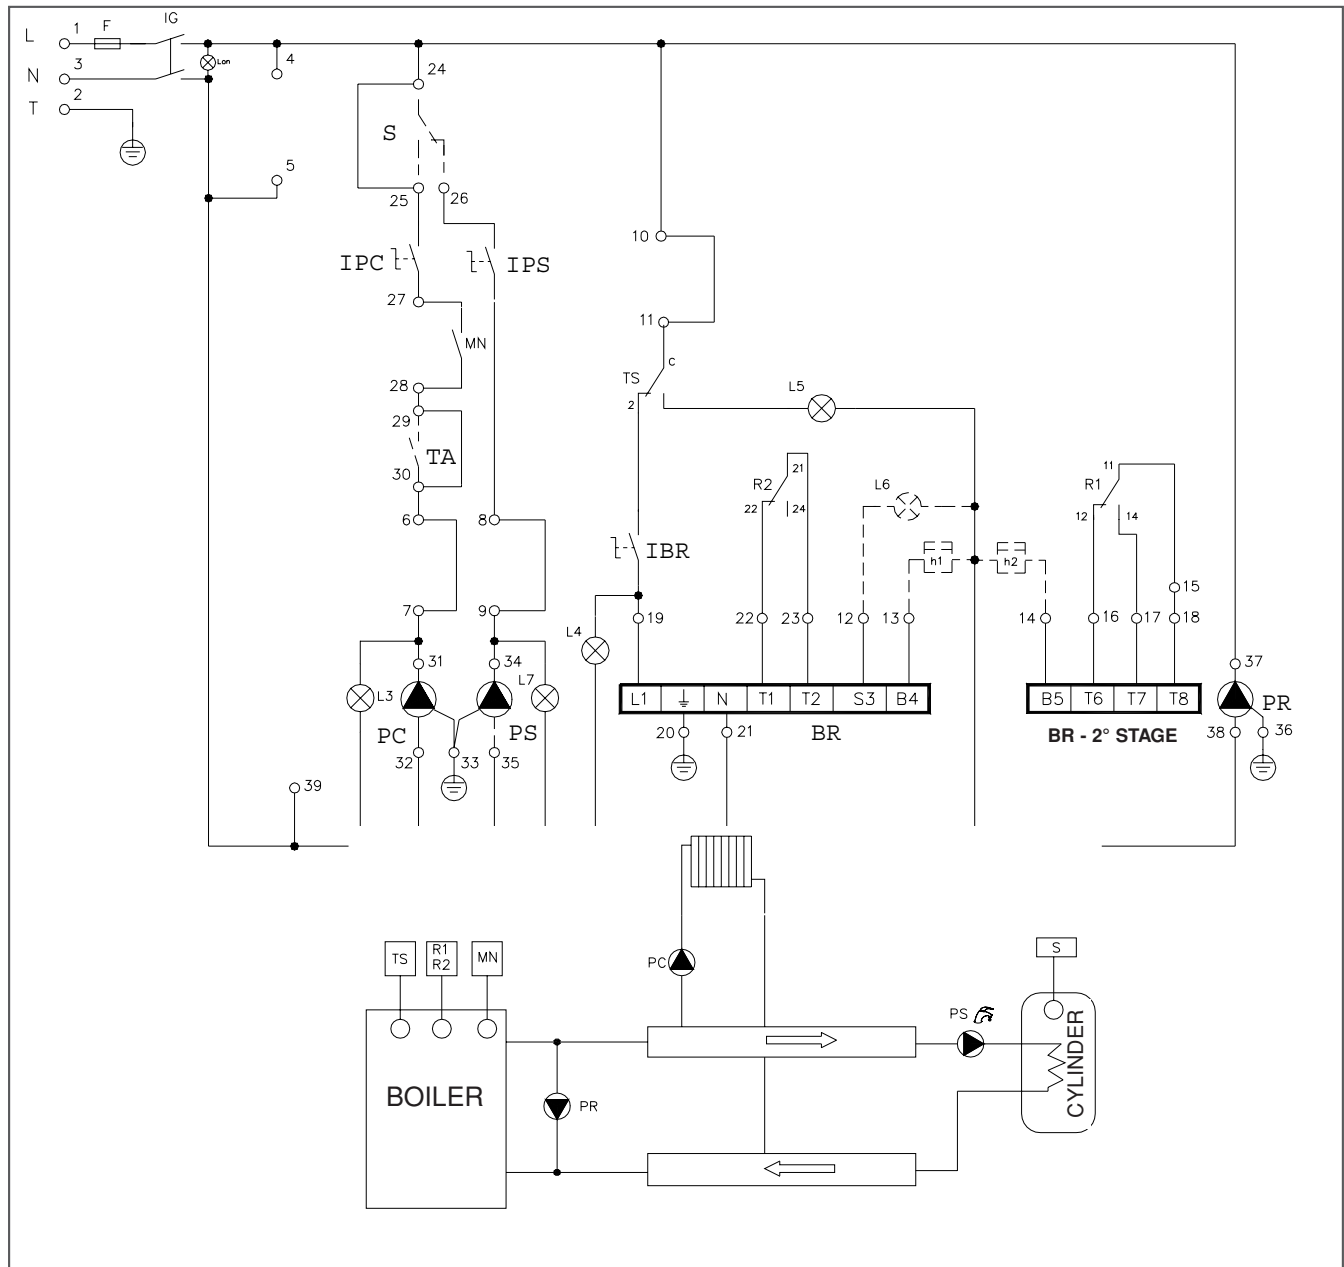 L 1 F IG
Lon 4
N 3
T 2
5
24
S
25 26
IPC IPS
27
MN
28
29
TA
30
6 8
7 9
31 34
L3 L7
PC PS
32 33 35
39
10
11
c
TS
2
L5
IBR
19
L4
R2 21
22 24
L6
h1 h2
22 23 12 13 14
R1 11
12 14
15
16 17 18
L1 N T1 T2 S3 B4
20 21 BR
B5 T6 T7 T8
BR - 2° STAGE
37
PR
38 36
TS R1 R2 MN
BOILER
PR
PC
PS
S
CYLINDER